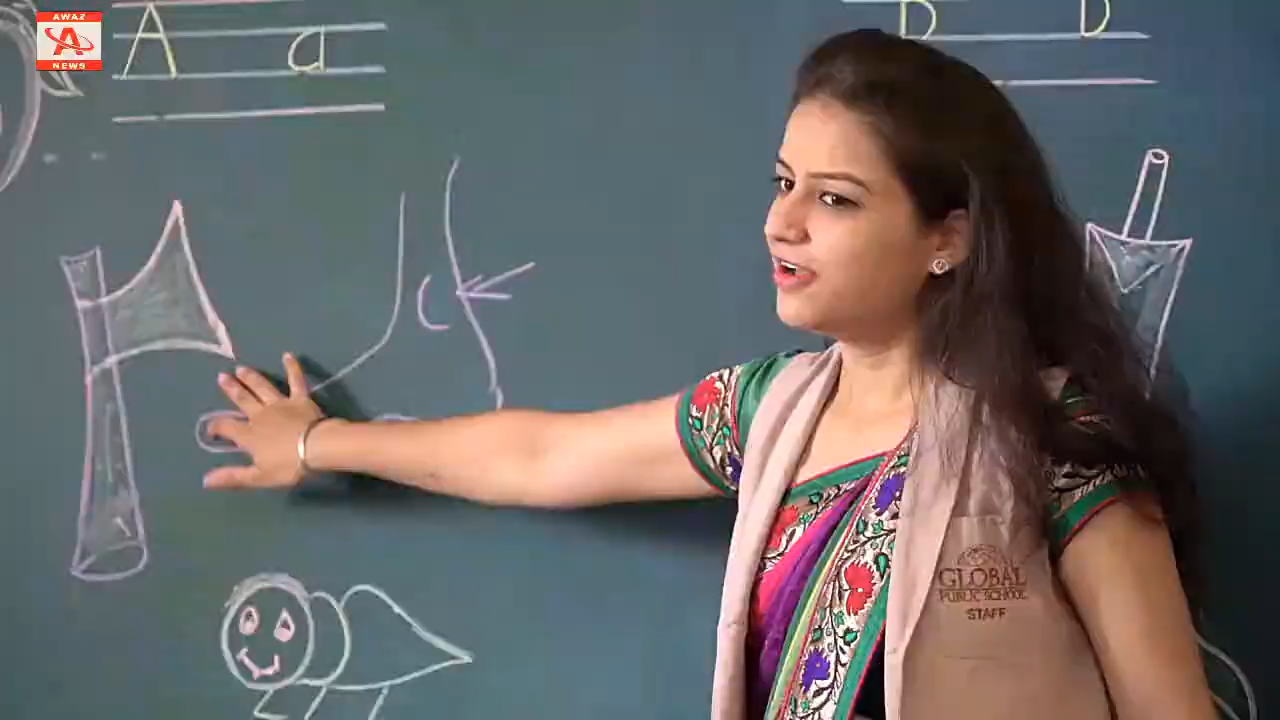 AWAZ
A
NEWS
A a
B b
GLOBAL
PUBLIC SCHOOL
STAFF